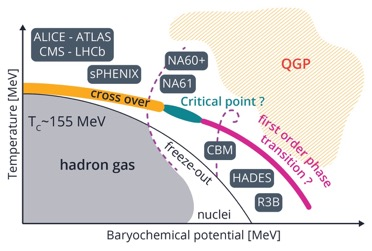 ALICE - ATLAS
CMS - LHCb
sPHENIX
NA60+
NA61
QGP
cross over
Critical point ?
first order phase
transition ?
T_C~155 MeV
hadron gas
freeze-out
CBM
HADES
R3B
nuclei
Temperature [MeV]
Baryochemical potential [MeV]